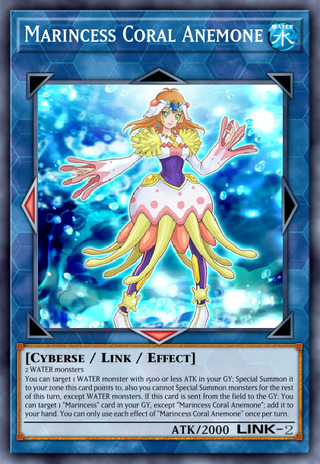 Marincess Coral Anemone
WATER
水
[Cyberse / Link / Effect]
2 WATER monsters
You can target 1 WATER monster with 1500 or less ATK in your GY; Special Summon it
to your zone this card points to, also you cannot Special Summon monsters for the rest
of this turn, except WATER monsters. If this card is sent from the field to the GY: You
can target 1 "Marincess" card in your GY, except "Marincess Coral Anemone"; add it to
your hand. You can only use each effect of "Marincess Coral Anemone" once per turn.
ATK/2000 LINK-2